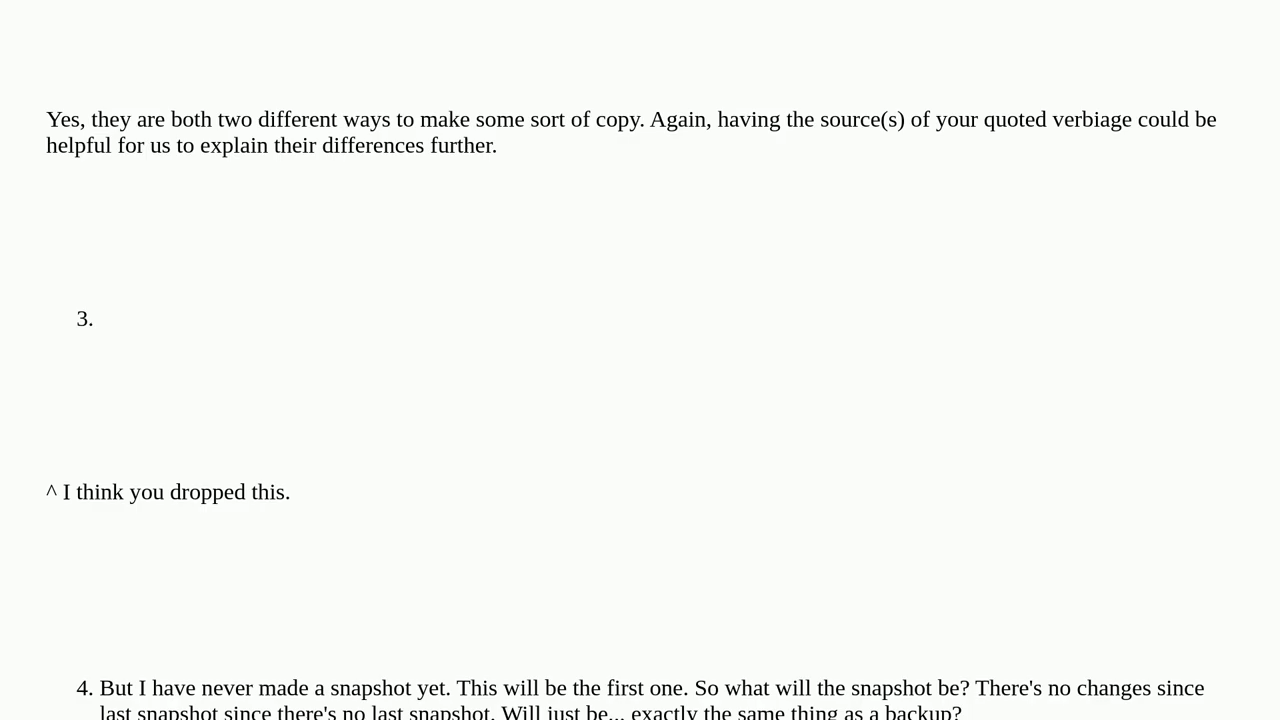 Yes, they are both two different ways to make some sort of copy. Again, having the source(s) of your quoted verbiage could be
helpful for us to explain their differences further.
3.
^ I think you dropped this.
4. But I have never made a snapshot yet. This will be the first one. So what will the snapshot be? There's no changes since
last snapshot since there's no last snapshot. Will just be... exactly the same thing as a backup?